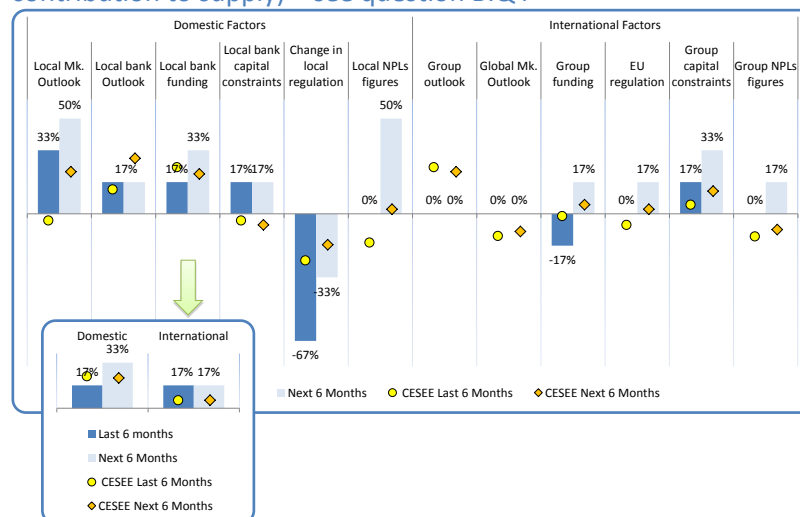 Domestic Factors International Factors
Local Mk. Outlook
Local bank Outlook
Local bank funding
Local bank capital constraints
Change in local regulation
Local NPLs figures
Group outlook
Global Mk. Outlook
Group funding
EU regulation
Group capital constraints
Group NPLs figures
33% 50%
17%
17% 33%
17% 17%
-67% -33%
0% 50%
0% 0%
0% 0%
-17% 17%
0% 17%
17% 33%
0% 17%
Next 6 Months CESEE Last 6 Months CESEE Next 6 Months
Domestic International
17% 33% 17% 17%
Last 6 months
Next 6 Months
CESEE Last 6 Months
CESEE Next 6 Months